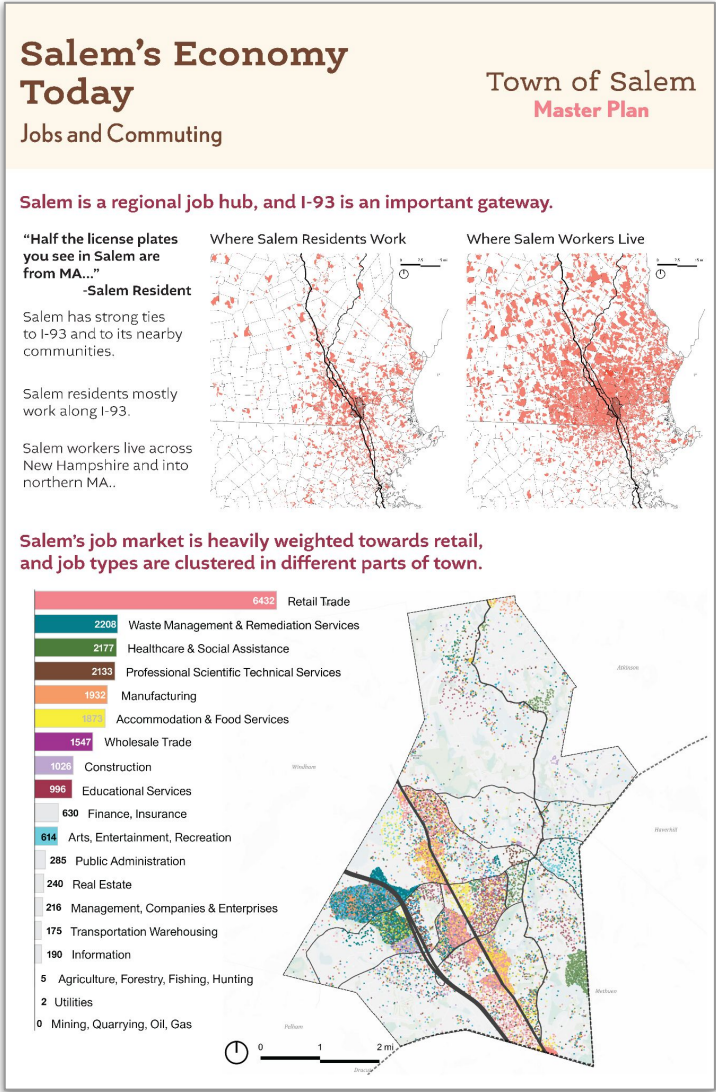 Salem's Economy
Today
Jobs and Commuting
Town of Salem
Master Plan
Salem is a regional job hub, and I-93 is an important gateway.
“Half the license plates
you see in Salem are
from MA...”
-Salem Resident
Salem has strong ties
to I-93 and to its nearby
communities.
Salem residents mostly
work along I-93.
Salem workers live across
New Hampshire and into
northern MA..
Where Salem Residents Work
Where Salem Workers Live
Salem's job market is heavily weighted towards retail,
and job types are clustered in different parts of town.
6432 Retail Trade
2208 Waste Management & Remediation Services
2177 Healthcare & Social Assistance
2133 Professional Scientific Technical Services
1932 Manufacturing
1873 Accommodation & Food Services
1547 Wholesale Trade
1026 Construction
996 Educational Services
630 Finance, Insurance
614 Arts, Entertainment, Recreation
285 Public Administration
240 Real Estate
216 Management, Companies & Enterprises
175 Transportation Warehousing
190 Information
5 Agriculture, Forestry, Fishing, Hunting
2 Utilities
0 Mining, Quarrying, Oil, Gas
Atkinson
Windham
Haverhill
Methuen
Pelham
Dracut
0 1 2 mi